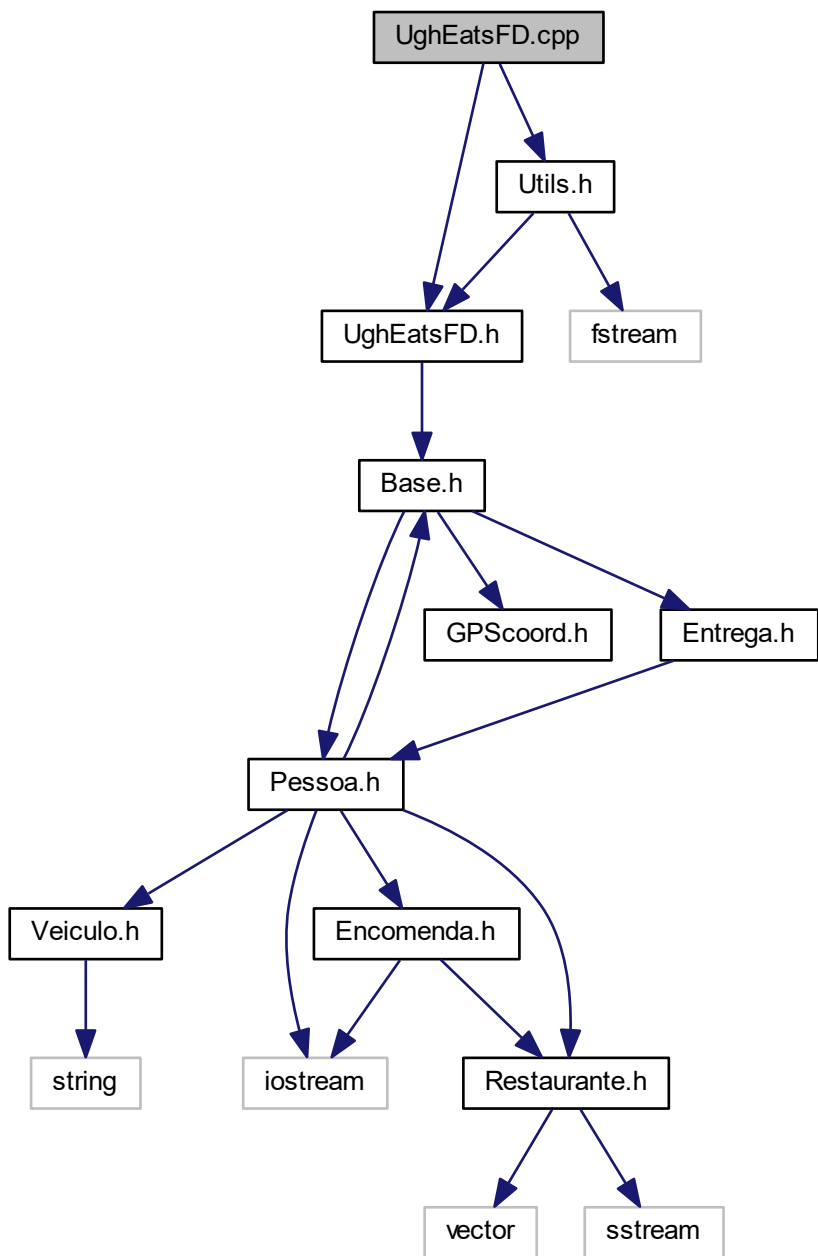 UghEatsFD.cpp
Utils.h
UghEatsFD.h
fstream
Base.h
GPScoord.h
Entrega.h
Pessoa.h
Veiculo.h
Encomenda.h
string
iostream
Restaurante.h
vector
sstream